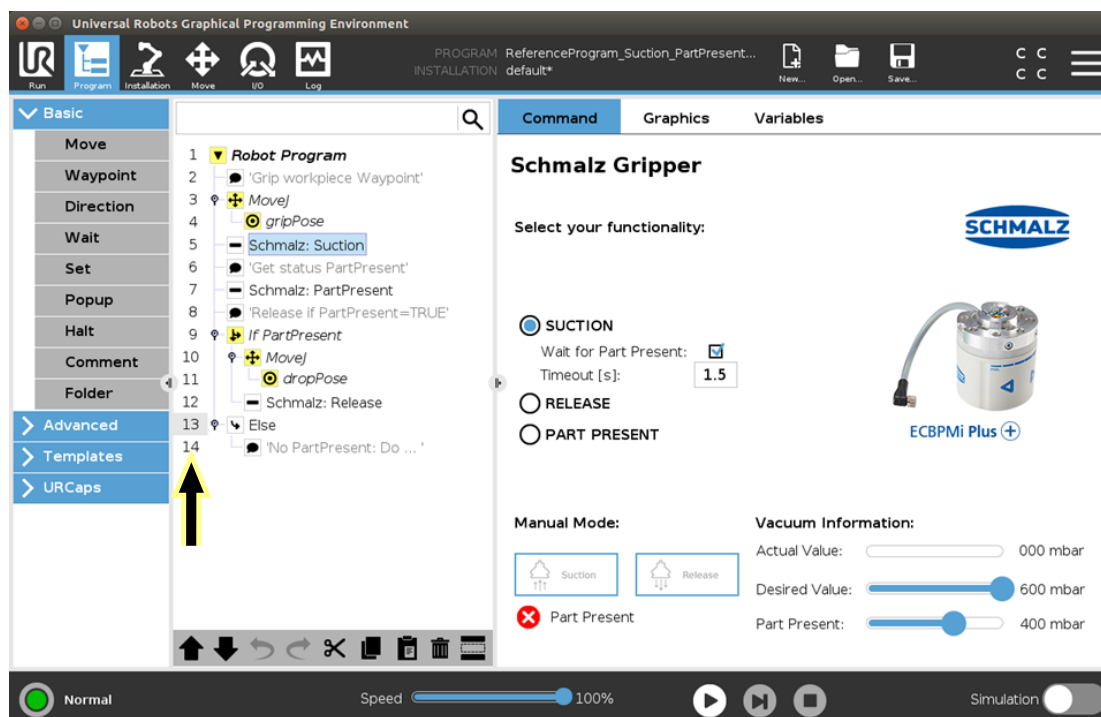 Universal Robots Graphical Programming Environment
UR
Run
Program
Installation
Move
I/O
Log
PROGRAM ReferenceProgram_Suction_PartPresent...
INSTALLATION default*
New...
Open...
Save...
C C
C C
Basic
Move
Waypoint
Direction
Wait
Set
Popup
Halt
Comment
Folder
Advanced
Templates
URCaps
1 Robot Program
2 'Grip workpiece Waypoint'
3 MoveJ
4 gripPose
5 Schmalz: Suction
6 'Get status PartPresent'
7 Schmalz: PartPresent
8 'Release if PartPresent=TRUE'
9 If PartPresent
10 MoveJ
11 dropPose
12 Schmalz: Release
13 Else
14 'No PartPresent: Do ... '
Command Graphics Variables
Schmalz Gripper
Select your functionality:
SCHMALZ
SUCTION
Wait for Part Present:
Timeout [s]: 1.5
RELEASE
PART PRESENT
ECBPMi Plus +
Manual Mode:
Suction
Release
Part Present
Vacuum Information:
Actual Value: 000 mbar
Desired Value: 600 mbar
Part Present: 400 mbar
Normal
Speed 100%
Simulation